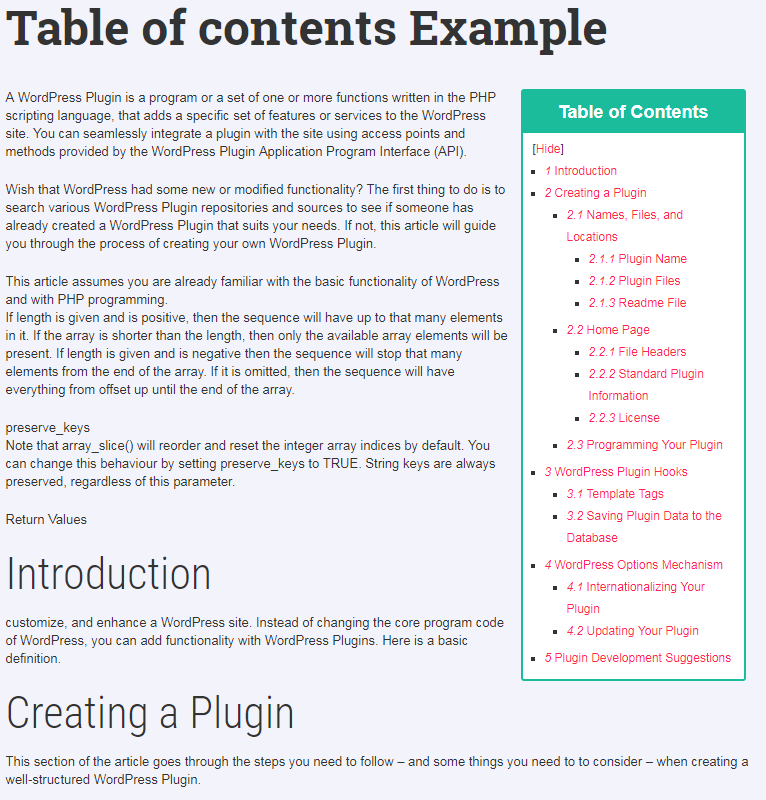 Table of contents Example
A WordPress Plugin is a program or a set of one or more functions written in the PHP
scripting language, that adds a specific set of features or services to the WordPress
site. You can seamlessly integrate a plugin with the site using access points and
methods provided by the WordPress Plugin Application Program Interface (API).
Wish that WordPress had some new or modified functionality? The first thing to do is to
search various WordPress Plugin repositories and sources to see if someone has
already created a WordPress Plugin that suits your needs. If not, this article will guide
you through the process of creating your own WordPress Plugin.
This article assumes you are already familiar with the basic functionality of WordPress
and with PHP programming.
If length is given and is positive, then the sequence will have up to that many elements
in it. If the array is shorter than the length, then only the available array elements will be
present. If length is given and is negative then the sequence will stop that many
elements from the end of the array. If it is omitted, then the sequence will have
everything from offset up until the end of the array.
preserve_keys
Note that array_slice() will reorder and reset the integer array indices by default. You
can change this behaviour by setting preserve_keys to TRUE. String keys are always
preserved, regardless of this parameter.
Return Values
Table of Contents
[Hide]
1 Introduction
2 Creating a Plugin
2.1 Names, Files, and
Locations
2.1.1 Plugin Name
2.1.2 Plugin Files
2.1.3 Readme File
2.2 Home Page
2.2.1 File Headers
2.2.2 Standard Plugin
Information
2.2.3 License
2.3 Programming Your Plugin
3 WordPress Plugin Hooks
3.1 Template Tags
3.2 Saving Plugin Data to the
Database
4 WordPress Options Mechanism
4.1 Internationalizing Your
Plugin
4.2 Updating Your Plugin
5 Plugin Development Suggestions
Introduction
customize, and enhance a WordPress site. Instead of changing the core program code
of WordPress, you can add functionality with WordPress Plugins. Here is a basic
definition.
Creating a Plugin
This section of the article goes through the steps you need to follow – and some things you need to to consider – when creating a
well-structured WordPress Plugin.